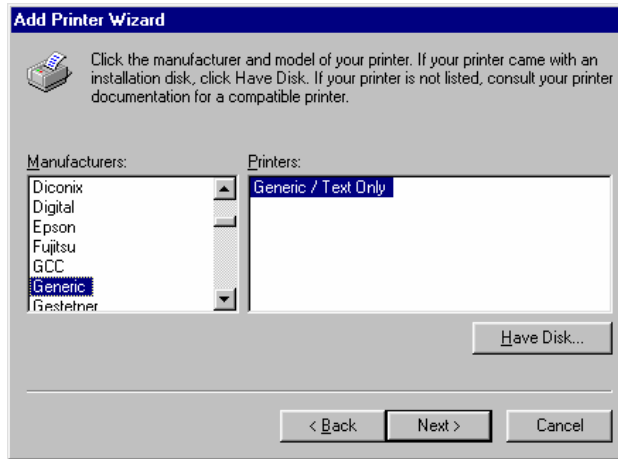 Add Printer Wizard
Click the manufacturer and model of your printer. If your printer came with an
installation disk, click Have Disk. If your printer is not listed, consult your printer
documentation for a compatible printer.
Manufacturers:
Printers:
Diconix
Digital
Epson
Fujitsu
GCC
Generic
Gestetner
Generic / Text Only
Have Disk...
< Back
Next >
Cancel